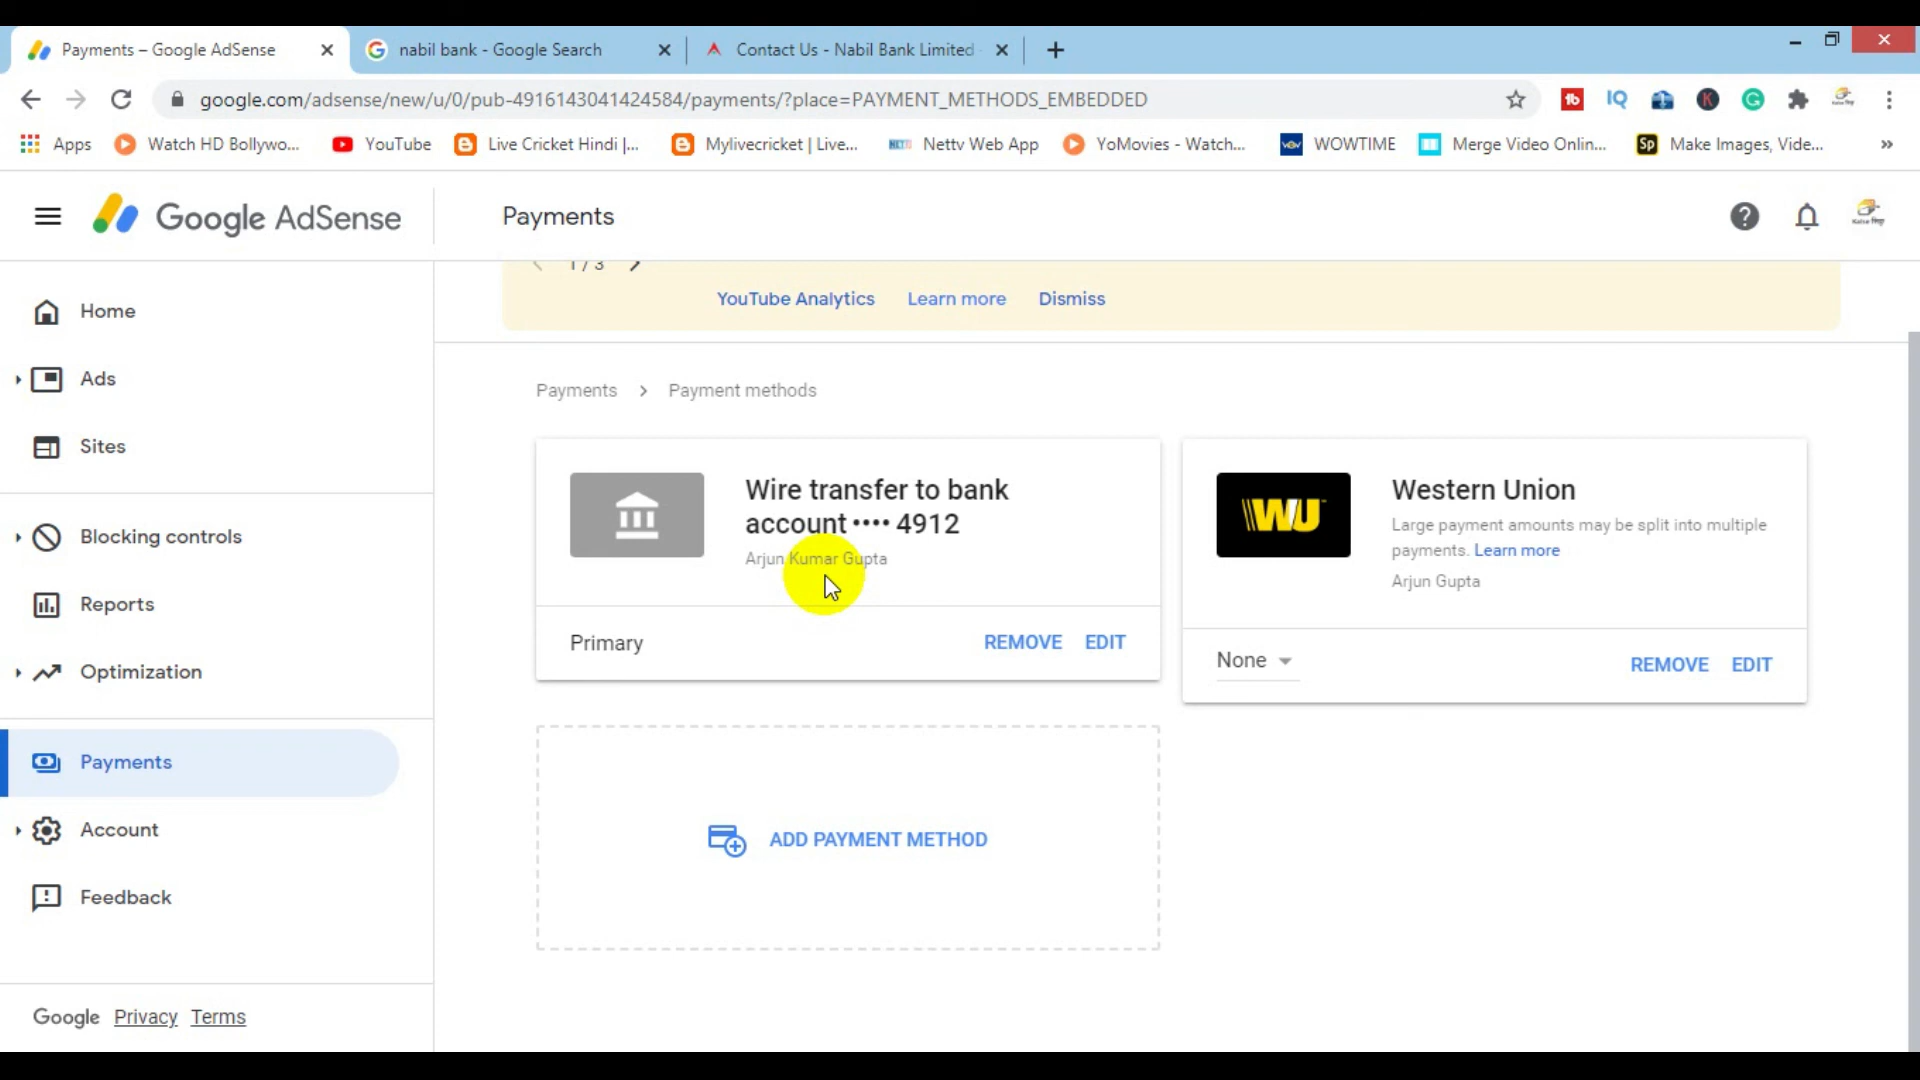 Payments – Google AdSense
nabil bank - Google Search
Contact Us - Nabil Bank Limited
google.com/adsense/new/u/0/pub-4916143041424584/payments/?place=PAYMENT_METHODS_EMBEDDED
Apps
Watch HD Bollywo...
YouTube
Live Cricket Hindi |...
Mylivecricket | Live...
Nettv Web App
YoMovies - Watch...
WOWTIME
Merge Video Onlin...
Sp
Make Images, Vide...
»
Google AdSense
Payments
1 / 3
YouTube Analytics
Learn more
Dismiss
Home
Ads
Sites
Blocking controls
Reports
Optimization
Payments
Account
Feedback
Google Privacy Terms
Payments > Payment methods
Wire transfer to bank
account •••• 4912
Arjun Kumar Gupta
Primary
REMOVE EDIT
WU
Western Union
Large payment amounts may be split into multiple
payments. Learn more
Arjun Gupta
None
REMOVE EDIT
ADD PAYMENT METHOD